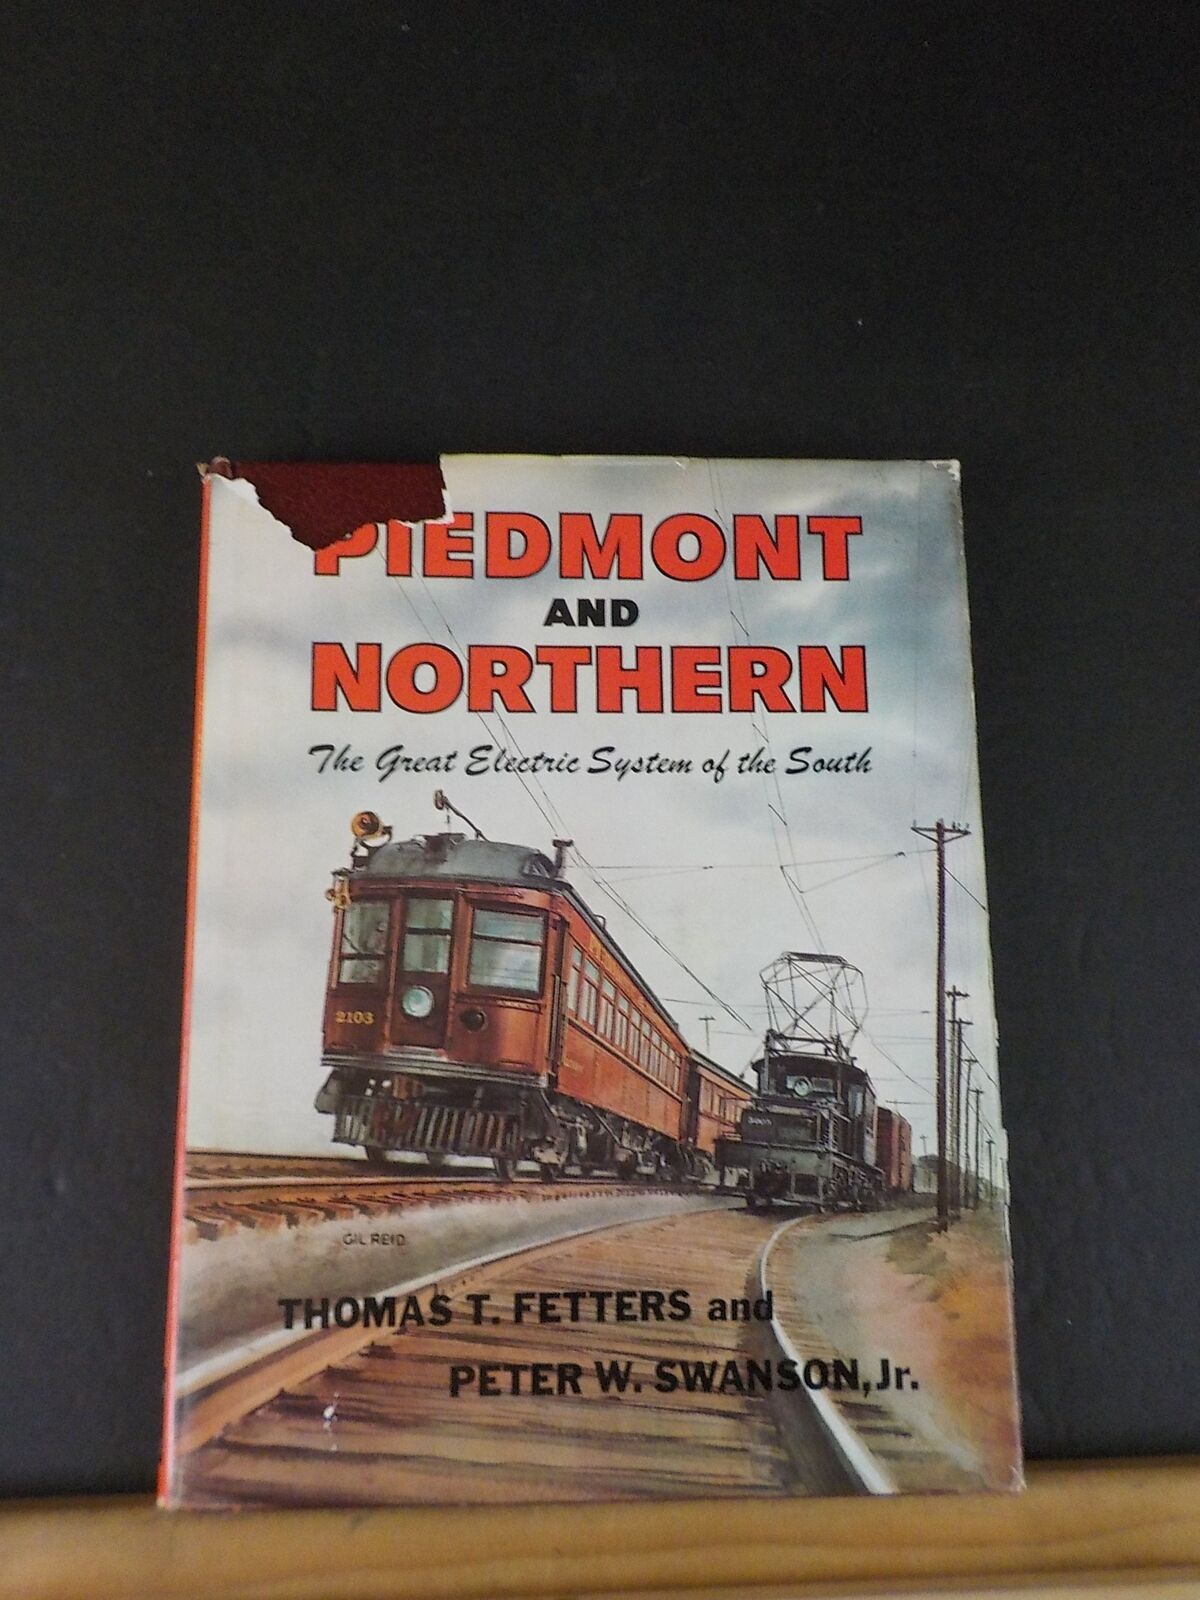 PIEDMONT
AND
NORTHERN
The Great Electric System of the South
2103
GIL REID
THOMAS T. FETTERS and
PETER W. SWANSON, Jr.